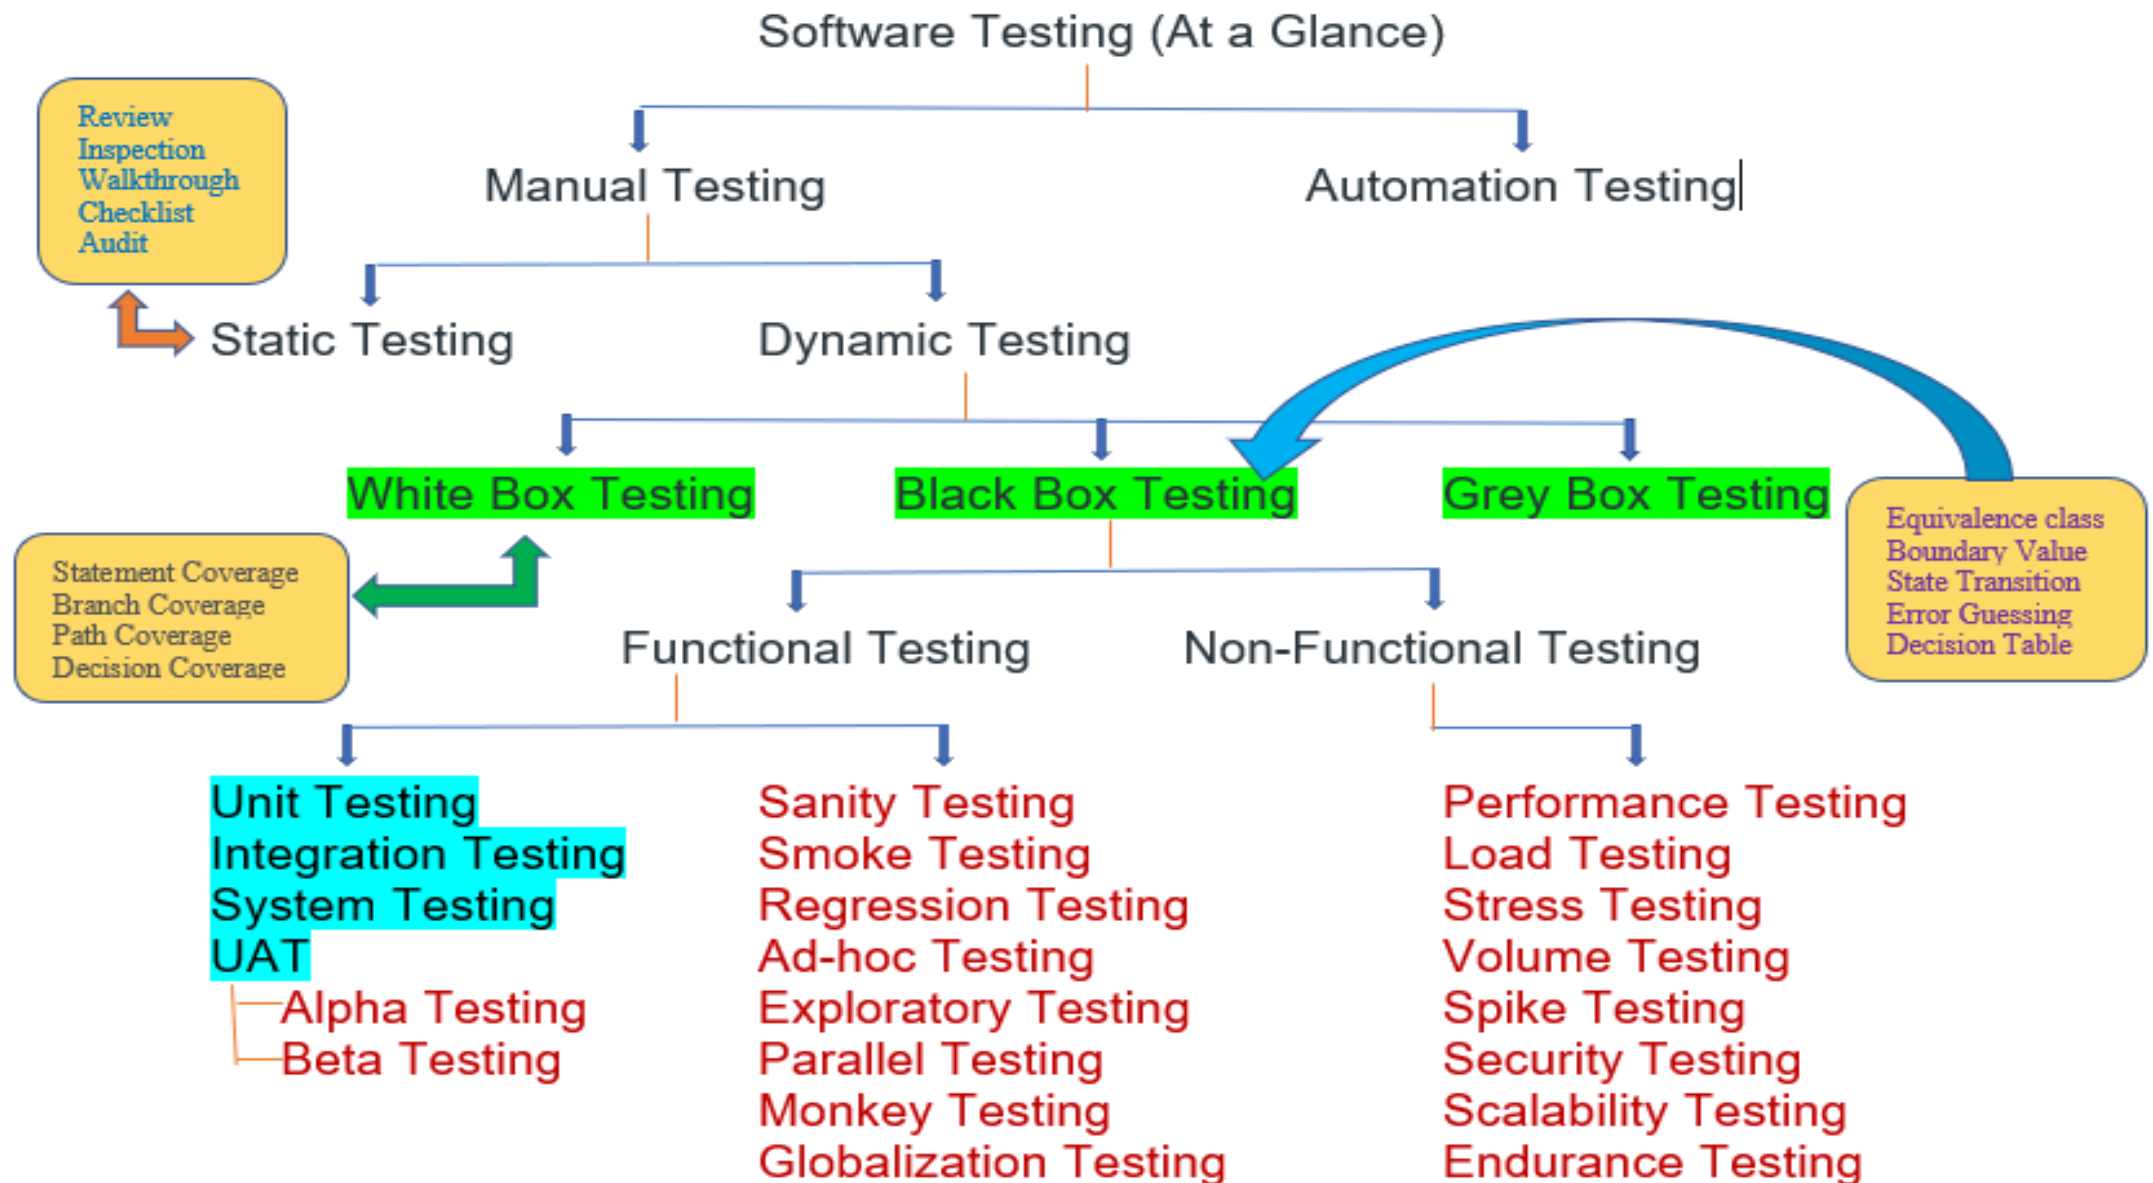 Software Testing (At a Glance)
Review
Inspection
Walkthrough
Checklist
Audit
Manual Testing
Automation Testing
Static Testing
Dynamic Testing
White Box Testing
Black Box Testing
Grey Box Testing
Equivalence class
Boundary Value
State Transition
Error Guessing
Decision Table
Statement Coverage
Branch Coverage
Path Coverage
Decision Coverage
Functional Testing
Non-Functional Testing
Unit Testing
Integration Testing
System Testing
UAT
Alpha Testing
Beta Testing
Sanity Testing
Smoke Testing
Regression Testing
Ad-hoc Testing
Exploratory Testing
Parallel Testing
Monkey Testing
Globalization Testing
Performance Testing
Load Testing
Stress Testing
Volume Testing
Spike Testing
Security Testing
Scalability Testing
Endurance Testing